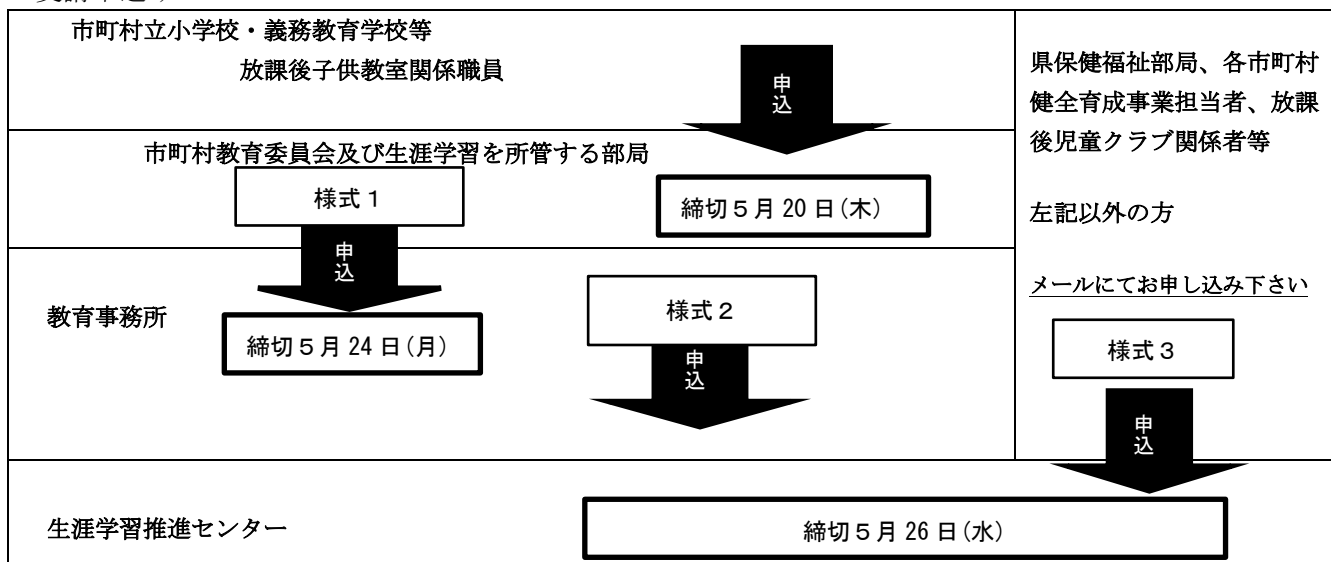 市町村立小学校・義務教育学校等
放課後子供教室関係職員
申込
市町村教育委員会及び生涯学習を所管する部局
様式１
締切５月20日(木)
申込
教育事務所
締切５月24日(月)
様式２
申込
県保健福祉部局、各市町村
健全育成事業担当者、放課
後児童クラブ関係者等
左記以外の方
メールにてお申し込み下さい
様式３
申込
生涯学習推進センター
締切５月26日(水)